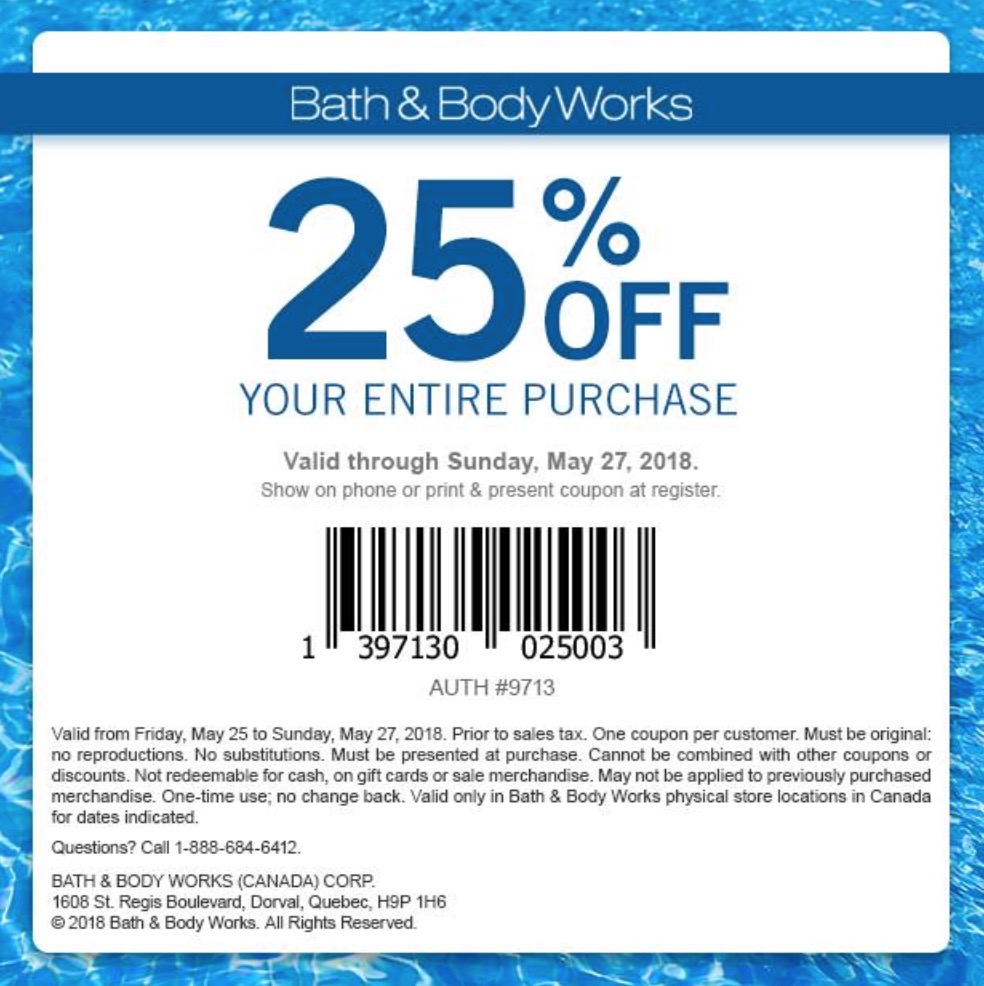 Bath & Body Works
25% OFF
YOUR ENTIRE PURCHASE
Valid through Sunday, May 27, 2018.
Show on phone or print & present coupon at register.
1 397130 025003
AUTH #9713
Valid from Friday, May 25 to Sunday, May 27, 2018. Prior to sales tax. One coupon per customer. Must be original:
no reproductions. No substitutions. Must be presented at purchase. Cannot be combined with other coupons or
discounts. Not redeemable for cash, on gift cards or sale merchandise. May not be applied to previously purchased
merchandise. One-time use; no change back. Valid only in Bath & Body Works physical store locations in Canada
for dates indicated.
Questions? Call 1-888-684-6412.
BATH & BODY WORKS (CANADA) CORP.
1608 St. Regis Boulevard, Dorval, Quebec, H9P 1H6
© 2018 Bath & Body Works. All Rights Reserved.